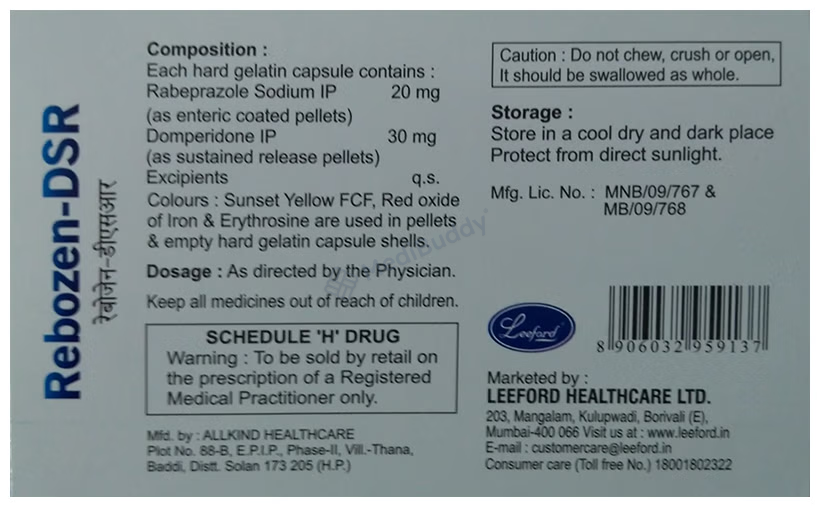 Rebozen-DSR
रेबोजेन-डीएसआर
Composition :
Each hard gelatin capsule contains :
Rabeprazole Sodium IP 20 mg
(as enteric coated pellets)
Domperidone IP 30 mg
(as sustained release pellets)
Excipients q.s.
Colours : Sunset Yellow FCF, Red oxide
of Iron & Erythrosine are used in pellets
& empty hard gelatin capsule shells.
Dosage : As directed by the Physician.
Keep all medicines out of reach of children.
SCHEDULE 'H' DRUG
Warning : To be sold by retail on
the prescription of a Registered
Medical Practitioner only.
Mfd. by : ALLKIND HEALTHCARE
Plot No. 88-B, E.P.I.P., Phase-II, Vill.-Thana,
Baddi, Distt. Solan 173 205 (H.P.)
Caution : Do not chew, crush or open,
It should be swallowed as whole.
Storage :
Store in a cool dry and dark place
Protect from direct sunlight.
Mfg. Lic. No. : MNB/09/767 &
MB/09/768
Leeford
8 906032 959137
Marketed by :
LEEFORD HEALTHCARE LTD.
203, Mangalam, Kulupwadi, Borivali (E),
Mumbai-400 066 Visit us at : www.leeford.in
E-mail : customercare@leeford.in
Consumer care (Toll free No.) 18001802322
MediBuddy